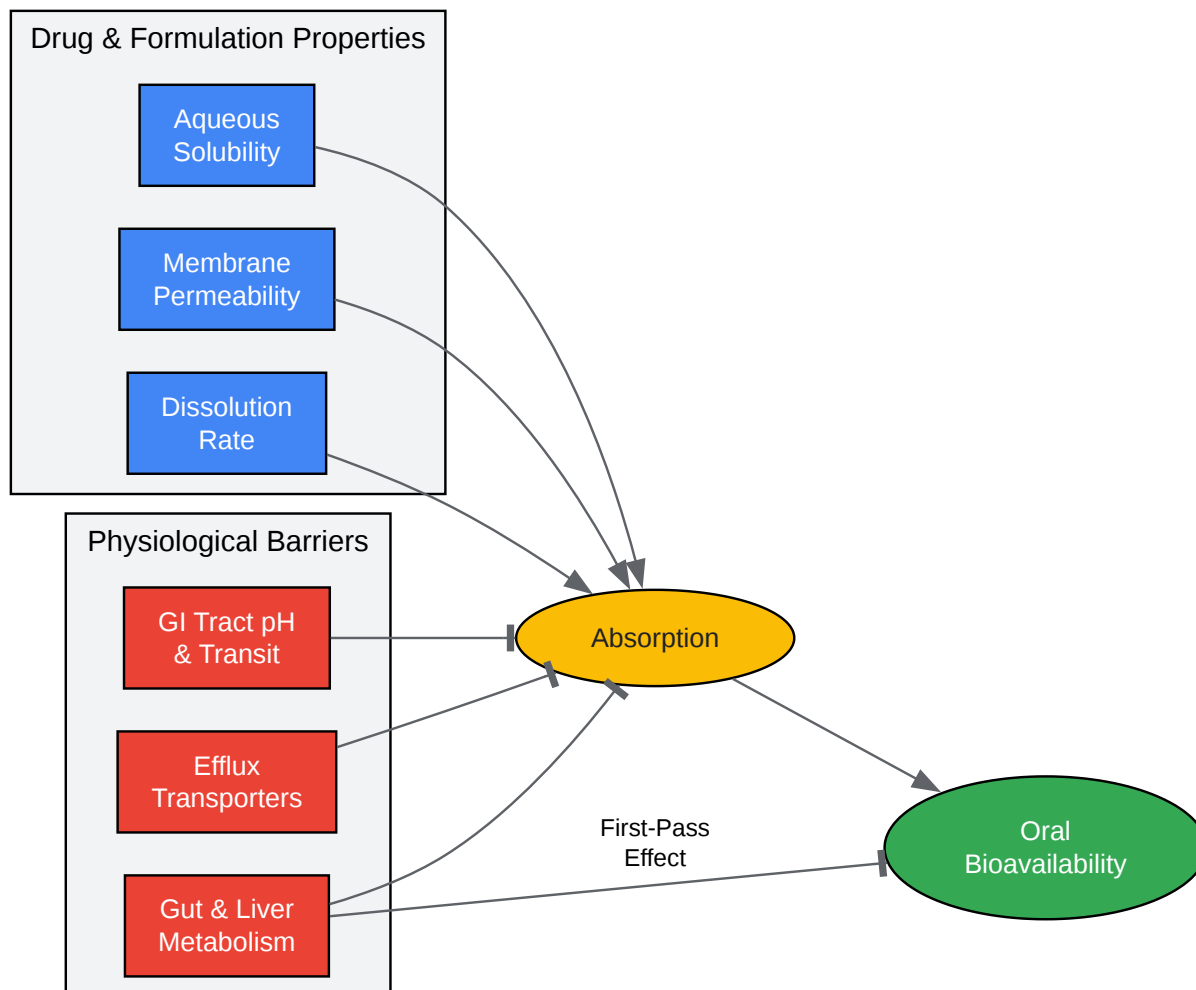 Drug & Formulation Properties
Aqueous
Solubility
Membrane
Permeability
Dissolution
Rate
Physiological Barriers
GI Tract pH
& Transit
Efflux
Transporters
Gut & Liver
Metabolism
Absorption
First-Pass
Effect
Oral
Bioavailability